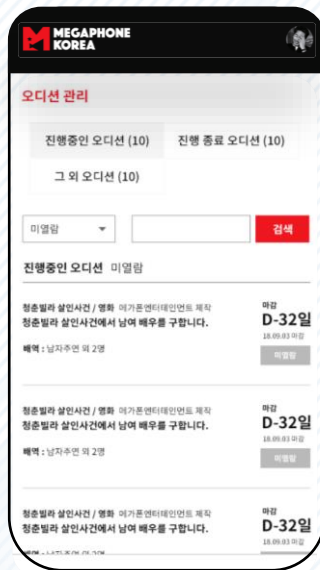 MEGAPHONE
KOREA
오디션 관리
진행중인 오디션 (10)
진행 종료 오디션 (10)
그 외 오디션 (10)
미열람
검색
진행중인 오디션 미열람
청춘빌라 살인사건 / 영화 메가폰엔터테인먼트 제작
청춘빌라 살인사건에서 남여 배우를 구합니다.
배역 : 남자주연 외 2명
마감
D-32일
18.09.03 마감
미열람
청춘빌라 살인사건 / 영화 메가폰엔터테인먼트 제작
청춘빌라 살인사건에서 남여 배우를 구합니다.
배역 : 남자주연 외 2명
마감
D-32일
18.09.03 마감
미열람
청춘빌라 살인사건 / 영화 메가폰엔터테인먼트 제작
청춘빌라 살인사건에서 남여 배우를 구합니다.
배역 : 남자주연 외 2명
마감
D-32일
18.09.03 마감